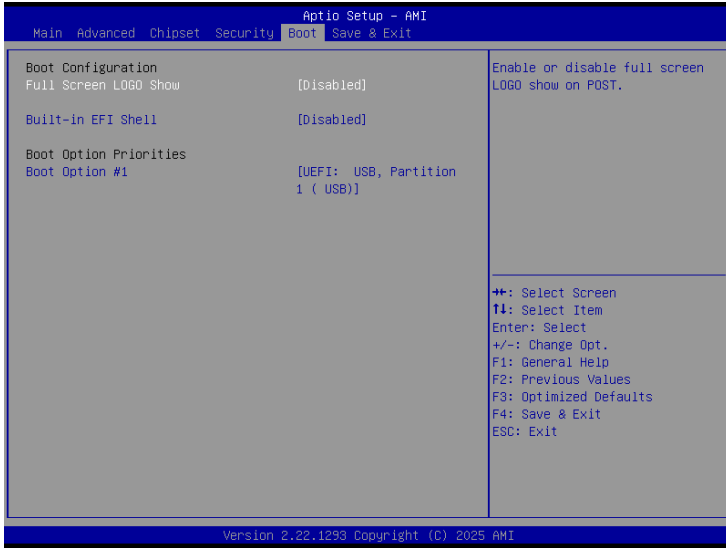 Aptio Setup – AMI
Main Advanced Chipset Security Boot Save & Exit
Boot Configuration
Full Screen LOGO Show [Disabled]
Built-in EFI Shell [Disabled]
Boot Option Priorities
Boot Option #1 [UEFI: USB, Partition
1 ( USB)]
Enable or disable full screen
LOGO show on POST.
→←: Select Screen
↑↓: Select Item
Enter: Select
+/-: Change Opt.
F1: General Help
F2: Previous Values
F3: Optimized Defaults
F4: Save & Exit
ESC: Exit
Version 2.22.1293 Copyright (C) 2025 AMI